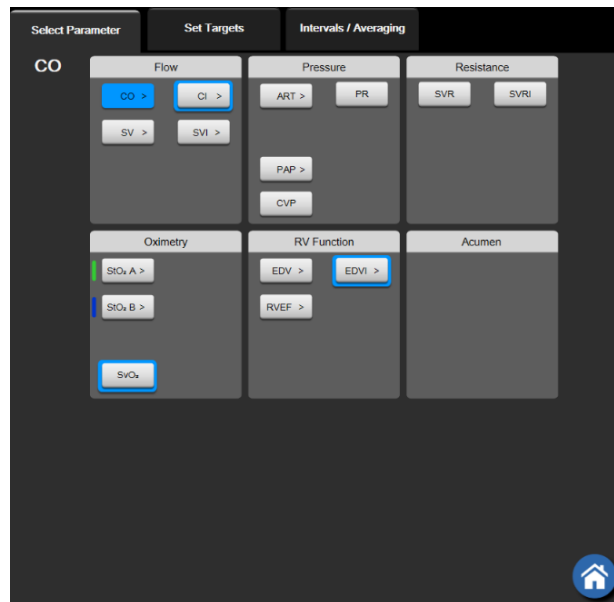 Select Parameter Set Targets Intervals / Averaging
CO
Flow
CO >
CI >
SV >
SVI >
Pressure
ART >
PR
PAP >
CVP
Resistance
SVR
SVRI
Oximetry
StO₂ A >
StO₂ B >
SvO₂
RV Function
EDV >
EDVI >
RVEF >
Acumen